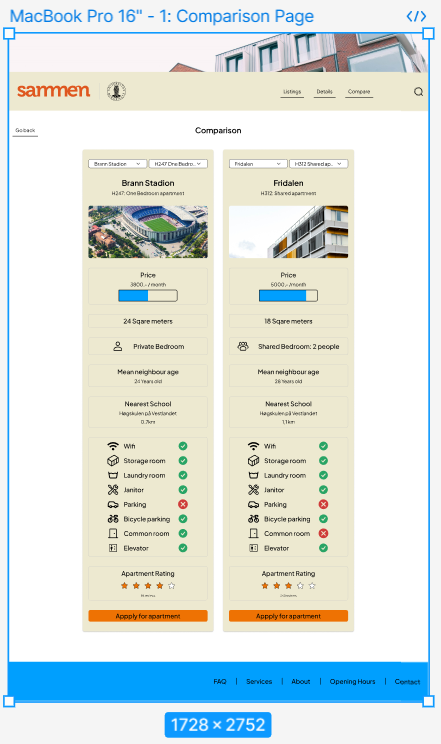 MacBook Pro 16" - 1: Comparison Page
sammen
Listings Details Compare
Go back
Comparison
Brann Stadion H247 One Bedro..
Brann Stadion
H247: One Bedroom apartment
Price
3800,- / month
24 Sqare meters
Private Bedroom
Mean neighbour age
24 Years old
Nearest School
Høgskulen på Vestlandet
0.7km
Wifi
Storage room
Laundry room
Janitor
Parking
Bicycle parking
Common room
Elevator
Apartment Rating
Appply for apartment
Fridalen H312 Shared ap..
Fridalen
H312: Shared apartment
Price
5000,- /month
18 Sqare meters
Shared Bedroom: 2 people
Mean neighbour age
28 Years old
Nearest School
Høgskulen på Vestlandet
1.1km
Wifi
Storage room
Laundry room
Janitor
Parking
Bicycle parking
Common room
Elevator
Apartment Rating
Appply for apartment
FAQ | Services | About | Opening Hours | Contact
1728 × 2752